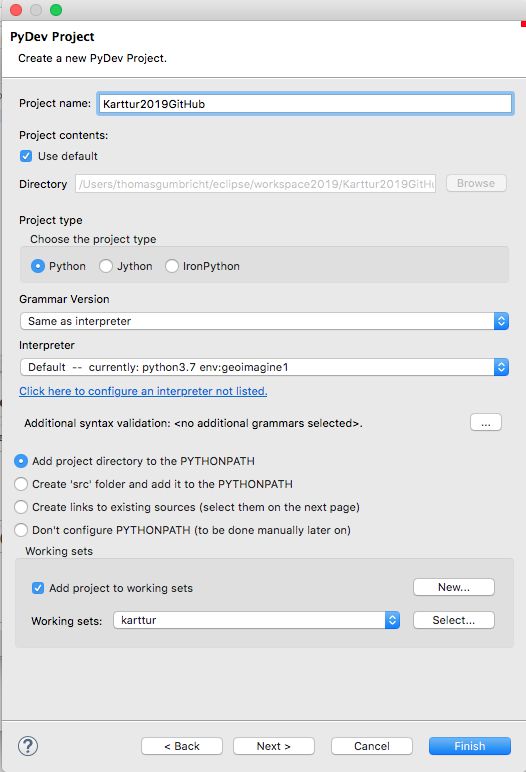 PyDev Project
Create a new PyDev Project.
Project name: Karttur2019GitHub
Project contents:
Use default
Directory /Users/thomasgumbricht/eclipse/workspace2019/Karttur2019GitHu Browse
Project type
Choose the project type
Python Jython IronPython
Grammar Version
Same as interpreter
Interpreter
Default -- currently: python3.7 env:geoimagine1
Click here to configure an interpreter not listed.
Additional syntax validation: <no additional grammars selected>. ...
Add project directory to the PYTHONPATH
Create 'src' folder and add it to the PYTHONPATH
Create links to existing sources (select them on the next page)
Don't configure PYTHONPATH (to be done manually later on)
Working sets
Add project to working sets New...
Working sets: karttur Select...
? < Back Next > Cancel Finish